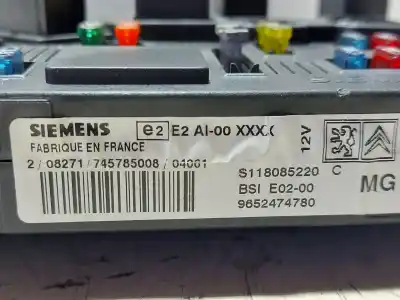 SIEMENS e2 E2 AI-00 XXX.
FABRIQUE EN FRANCE
12V
2/08271/745785008/04001
S118085220 C
BSI E02-00
MG
9652474780